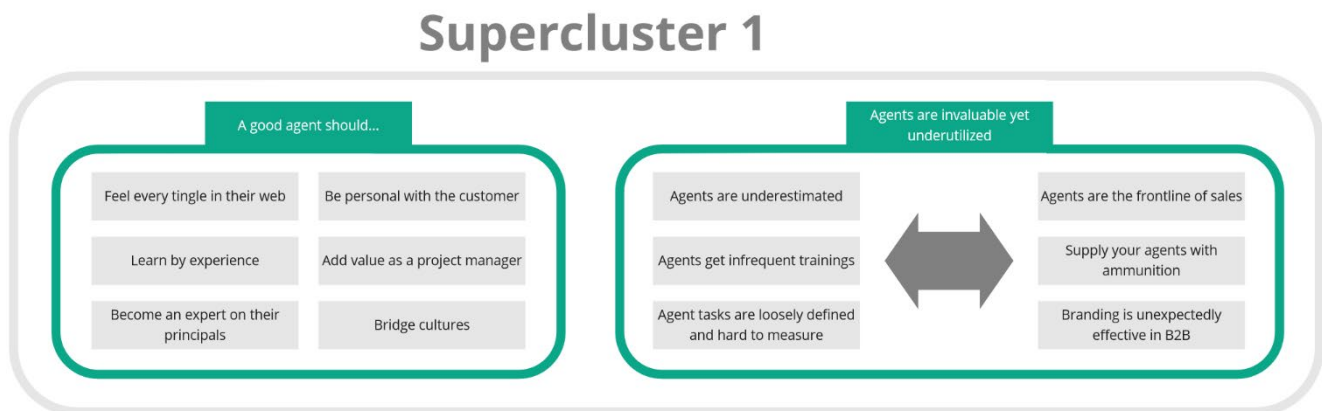 Supercluster 1
A good agent should...
Feel every tingle in their web
Be personal with the customer
Learn by experience
Add value as a project manager
Become an expert on their
principals
Bridge cultures
Agents are invaluable yet
underutilized
Agents are underestimated
Agents are the frontline of sales
Agents get infrequent trainings
Supply your agents with
ammunition
Agent tasks are loosely defined
and hard to measure
Branding is unexpectedly
effective in B2B